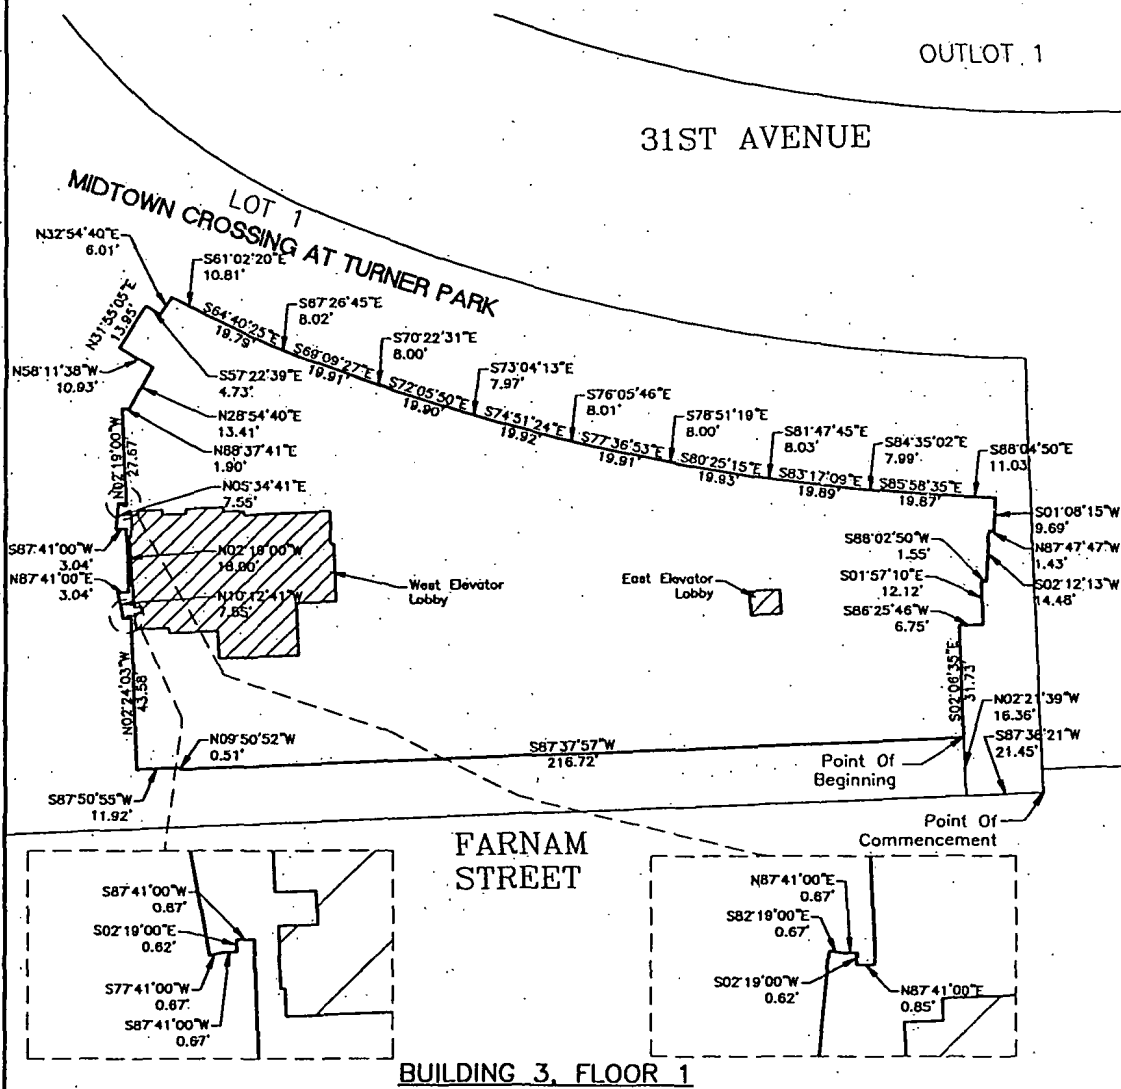 OUTLOT 1
31ST AVENUE
LOT 1
MIDTOWN CROSSING AT TURNER PARK
N32°54'40"E
6.01'
S61°02'20"E
10.81'
S64°40'25"E
19.79'
S67°26'45"E
8.02'
S69°09'27"E
19.91'
S70°22'31"E
8.00'
S72°05'50"E
19.90'
S73°04'13"E
7.97'
S74°51'24"E
19.92'
S76°05'46"E
8.01'
S77°36'53"E
19.91'
S78°51'19"E
8.00'
S80°25'15"E
19.93'
S81°47'45"E
8.03'
S83°17'09"E
19.89'
S84°35'02"E
7.99'
S85°58'35"E
19.87'
S88°04'50"E
11.03
N31°55'05"E
13.95'
N58°11'38"W
10.93'
S57°22'39"E
4.73'
N28°54'40"E
13.41'
N88°37'41"E
1.90'
N02°19'00"W
27.67'
N05°34'41"E
7.55'
S87°41'00"W
3.04'
N02°19'00"W
18.00'
N87°41'00"E
3.04'
N10°12'41"W
7.55'
West Elevator
Lobby
East Elevator
Lobby
S01°08'15"W
9.69'
N87°47'47"W
1.43'
S88°02'50"W
1.55'
S02°12'13"W
14.48'
S01°57'10"E
12.12'
S86°25'46"W
6.75'
S02°06'35"E
31.73'
N02°24'03"W
43.58'
N02°21'39"W
16.36'
S87°38'21"W
21.45'
N09°50'52"W
0.51'
S87°37'57"W
216.72'
Point Of
Beginning
S87°50'55"W
11.92'
Point Of
Commencement
FARNAM
STREET
S87°41'00"W
0.67'
S02°19'00"E
0.62'
S77°41'00"W
0.67'
S87°41'00"W
0.67'
N87°41'00"E
0.67'
S82°19'00"E
0.67'
S02°19'00"W
0.62'
N87°41'00"E
0.85'
BUILDING 3, FLOOR 1